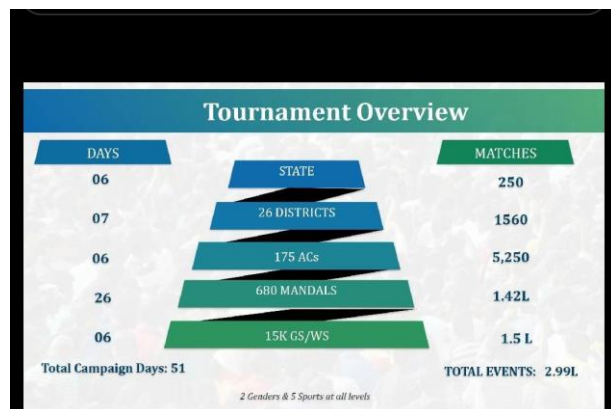 Tournament Overview
DAYS
STATE
MATCHES
06
250
07
26 DISTRICTS
1560
06
175 ACs
5,250
26
680 MANDALS
1.42L
06
15K GS/WS
1.5 L
Total Campaign Days: 51
TOTAL EVENTS: 2.99L
2 Genders & 5 Sports at all levels